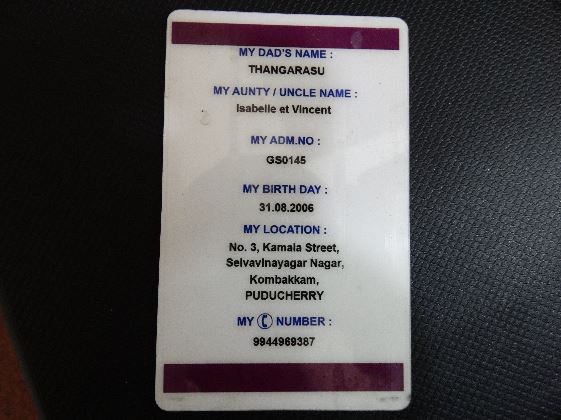 MY DAD'S NAME :
THANGARASU
MY AUNTY / UNCLE NAME :
Isabelle et Vincent
MY ADM.NO :
GS0145
MY BIRTH DAY :
31.08.2006
MY LOCATION :
No. 3, Kamala Street,
Selvavinayagar Nagar,
Kombakkam,
PUDUCHERRY
MY ✆ NUMBER :
9944969387